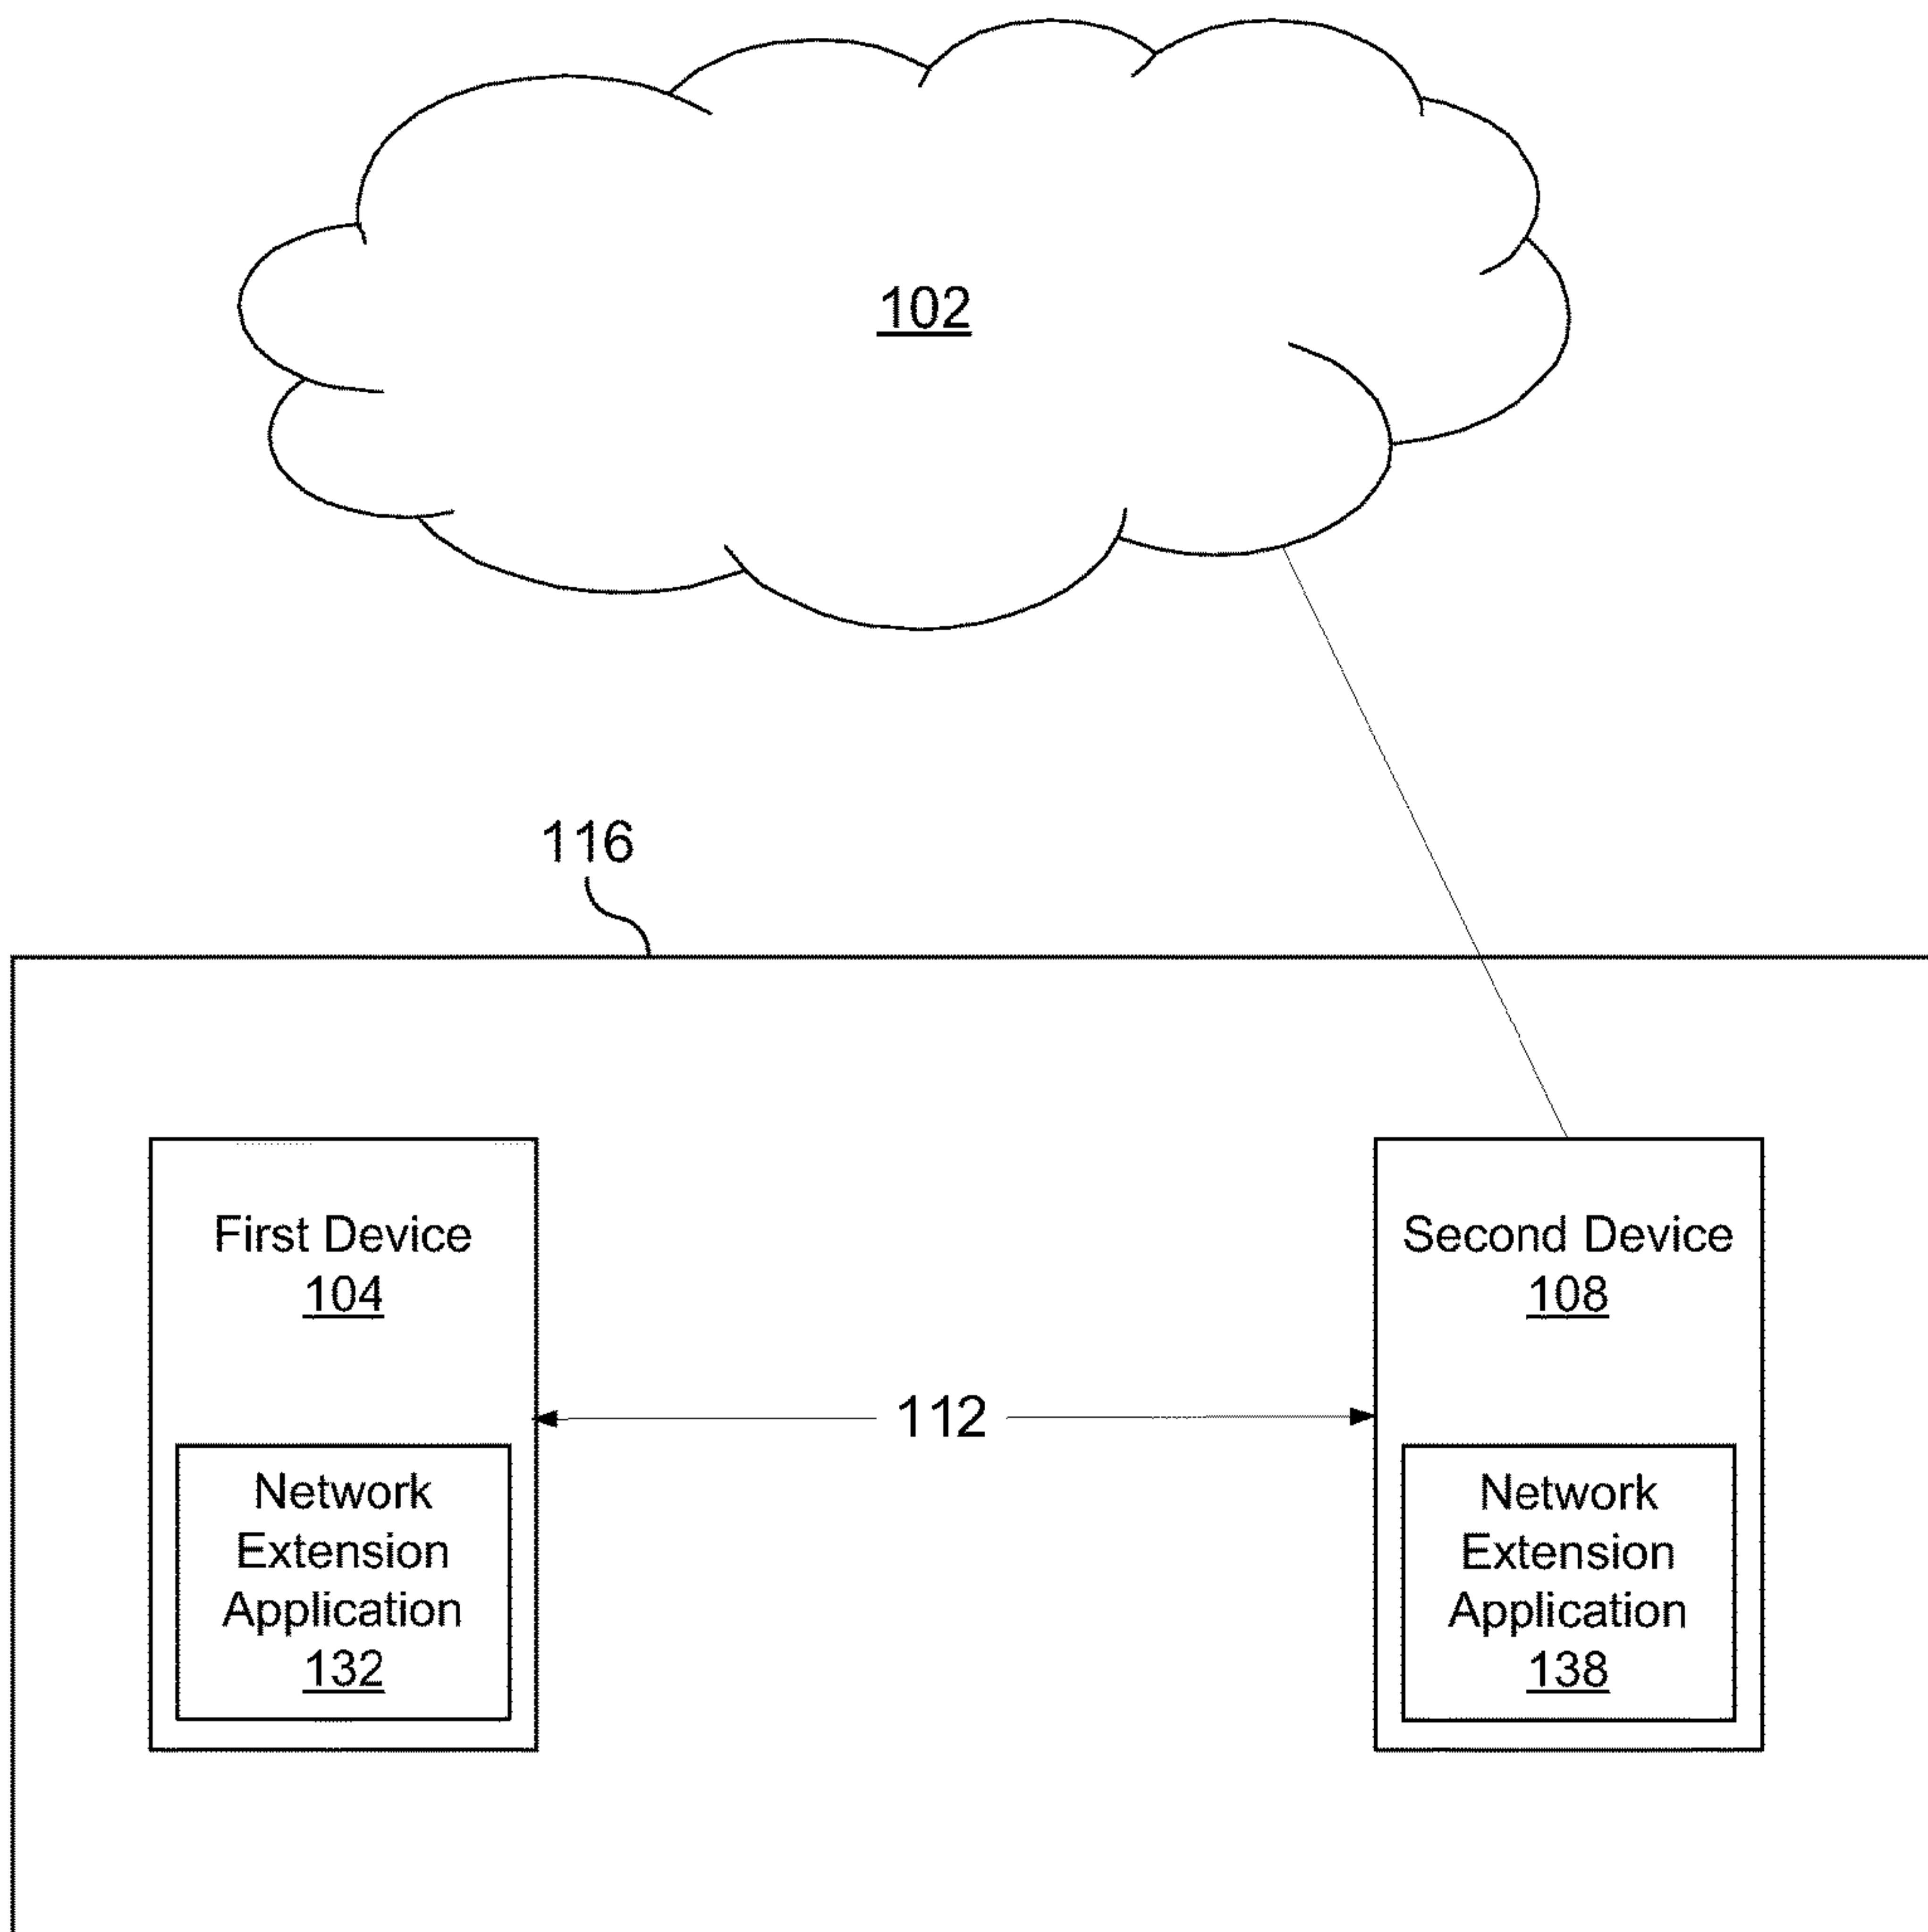 102
116
First Device
104
Second Device
108
112
Network
Extension
Application
132
Network
Extension
Application
138